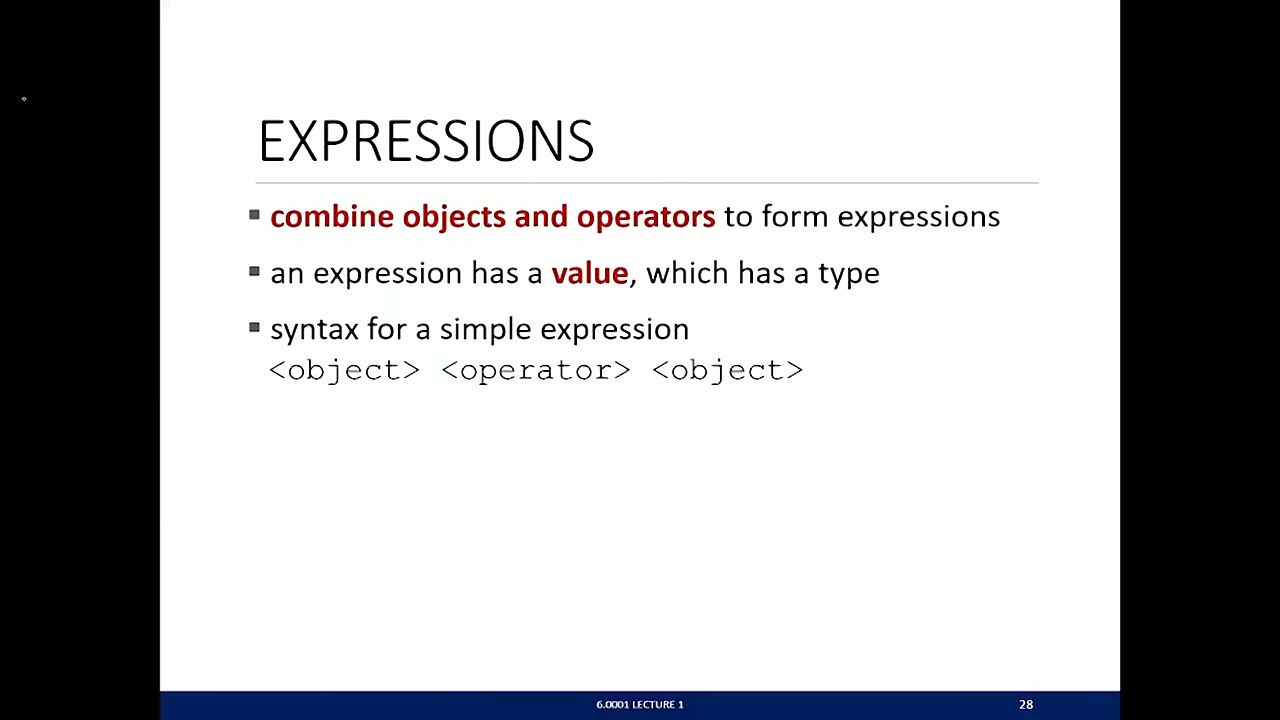 EXPRESSIONS
▪ combine objects and operators to form expressions
▪ an expression has a value, which has a type
▪ syntax for a simple expression
<object> <operator> <object>
6.0001 LECTURE 1
28